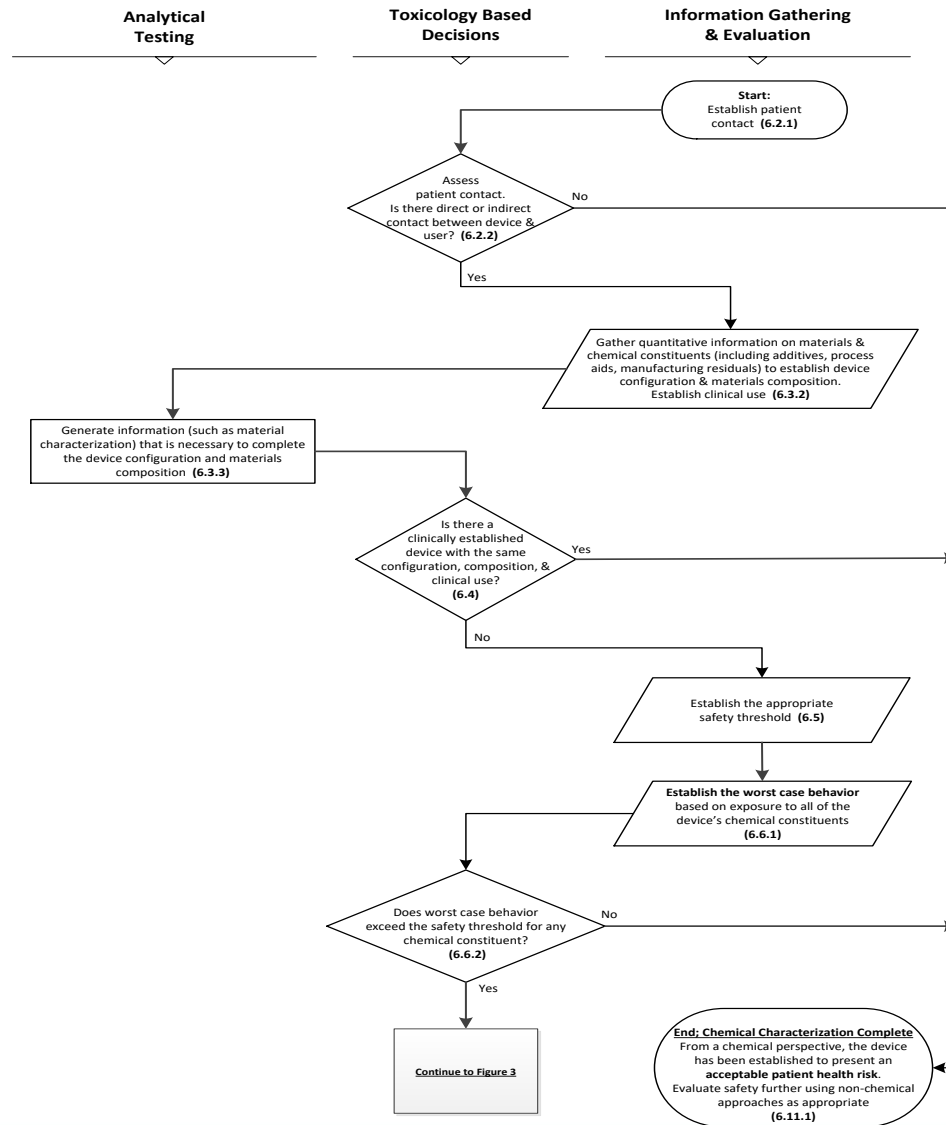 Analytical
Testing
Toxicology Based
Decisions
Information Gathering
& Evaluation
Start:
Establish patient
contact (6.2.1)
Assess
patient contact.
Is there direct or indirect
contact between device &
user? (6.2.2)
No
Yes
Gather quantitative information on materials &
chemical constituents (including additives, process
aids, manufacturing residuals) to establish device
configuration & materials composition.
Establish clinical use (6.3.2)
Generate information (such as material
characterization) that is necessary to complete
the device configuration and materials
composition (6.3.3)
Is there a
clinically established
device with the same
configuration, composition, &
clinical use?
(6.4)
Yes
No
Establish the appropriate
safety threshold (6.5)
Establish the worst case behavior
based on exposure to all of the
device's chemical constituents
(6.6.1)
Does worst case behavior
exceed the safety threshold for any
chemical constituent?
(6.6.2)
No
Yes
Continue to Figure 3
End; Chemical Characterization Complete
From a chemical perspective, the device
has been established to present an
acceptable patient health risk.
Evaluate safety further using non-chemical
approaches as appropriate
(6.11.1)